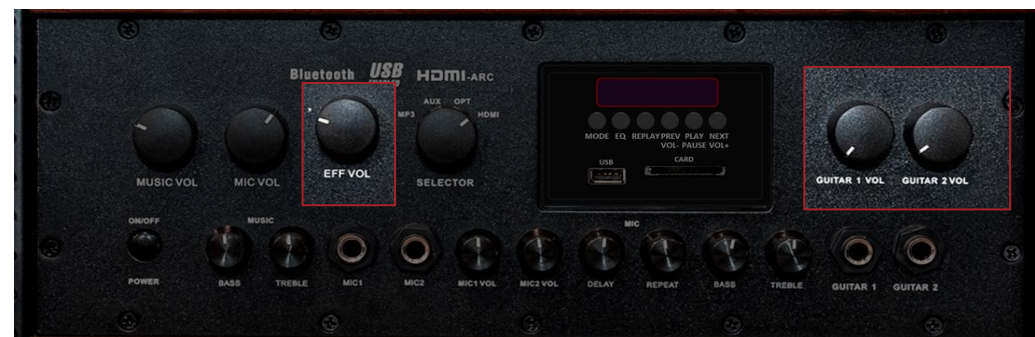 Bluetooth USB HDMI-ARC
AUX OPT
MP3 HDMI
MUSIC VOL MIC VOL EFF VOL SELECTOR
MODE EQ REPLAY PREV PLAY NEXT
VOL- PAUSE VOL+
USB CARD
GUITAR 1 VOL GUITAR 2 VOL
ON/OFF MUSIC MIC
POWER BASS TREBLE MIC1 MIC2 MIC1 VOL MIC2 VOL DELAY REPEAT BASS TREBLE GUITAR 1 GUITAR 2